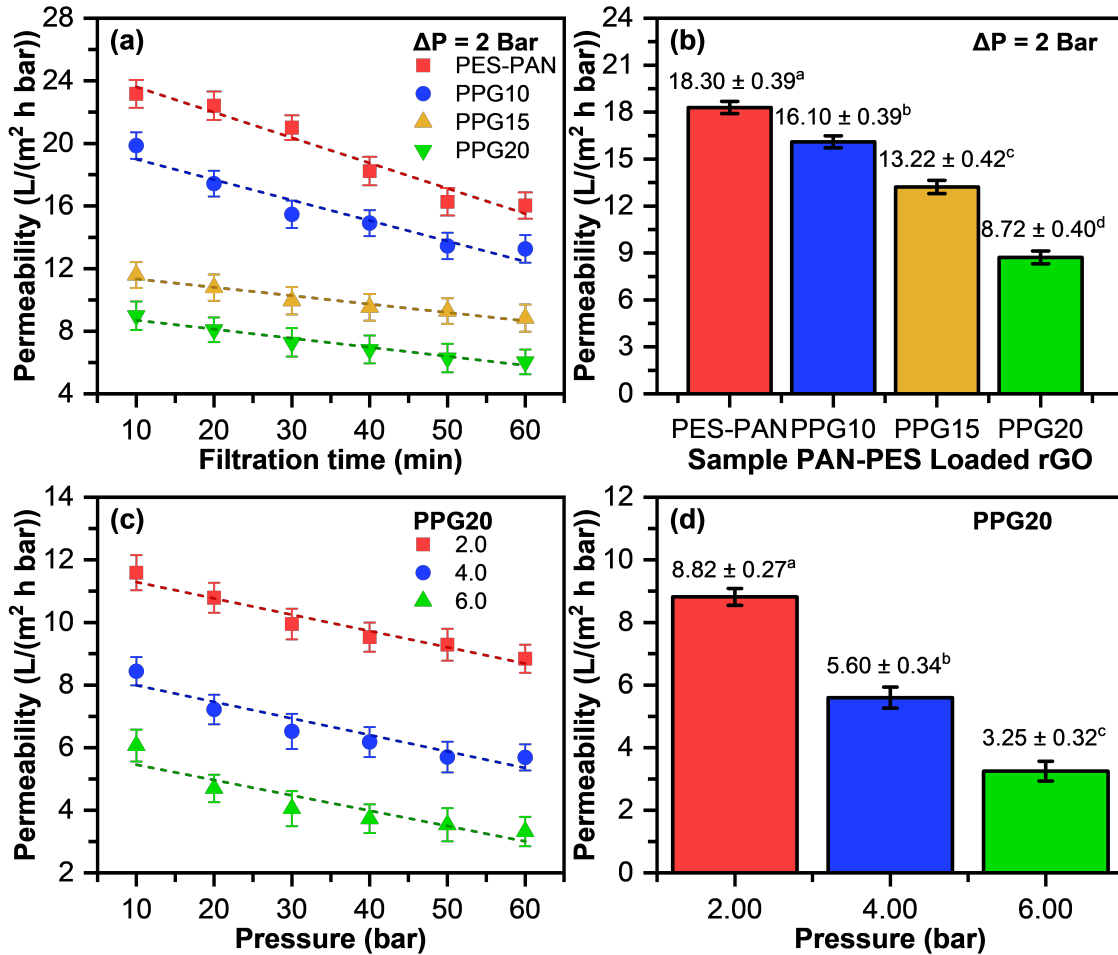 (a)
ΔP = 2 Bar
PES-PAN
PPG10
PPG15
PPG20
28
24
20
16
12
8
4
10 20 30 40 50 60
Filtration time (min)
Permeability (L/(m² h bar))
(b)
ΔP = 2 Bar
18.30 ± 0.39ᵃ
16.10 ± 0.39ᵇ
13.22 ± 0.42ᶜ
8.72 ± 0.40ᵈ
24
21
18
15
12
9
6
3
0
PES-PAN PPG10 PPG15 PPG20
Sample PAN-PES Loaded rGO
Permeability (L/(m² h bar))
(c)
PPG20
2.0
4.0
6.0
14
12
10
8
6
4
2
10 20 30 40 50 60
Pressure (bar)
Permeability (L/(m² h bar))
(d)
PPG20
8.82 ± 0.27ᵃ
5.60 ± 0.34ᵇ
3.25 ± 0.32ᶜ
12
10
8
6
4
2
0
2.00 4.00 6.00
Pressure (bar)
Permeability (L/(m² h bar))